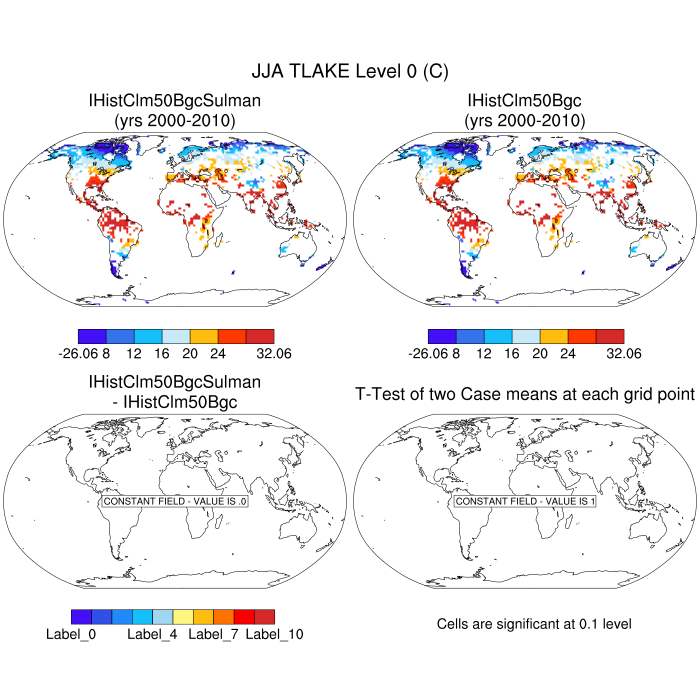 JJA TLAKE Level 0 (C)
IHistClm50BgcSulman
(yrs 2000-2010)
IHistClm50Bgc
(yrs 2000-2010)
-26.06 8 12 16 20 24 32.06
-26.06 8 12 16 20 24 32.06
IHistClm50BgcSulman
- IHistClm50Bgc
T-Test of two Case means at each grid point
CONSTANT FIELD - VALUE IS .0
CONSTANT FIELD - VALUE IS 1
Label_0 Label_4 Label_7 Label_10
Cells are significant at 0.1 level